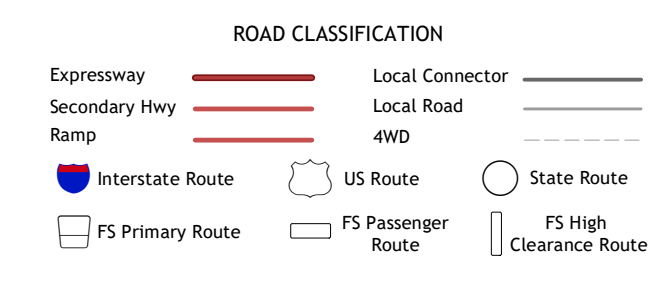 ROAD CLASSIFICATION
Expressway
Local Connector
Secondary Hwy
Local Road
Ramp
4WD
Interstate Route
US Route
State Route
FS Primary Route
FS Passenger
Route
FS High
Clearance Route